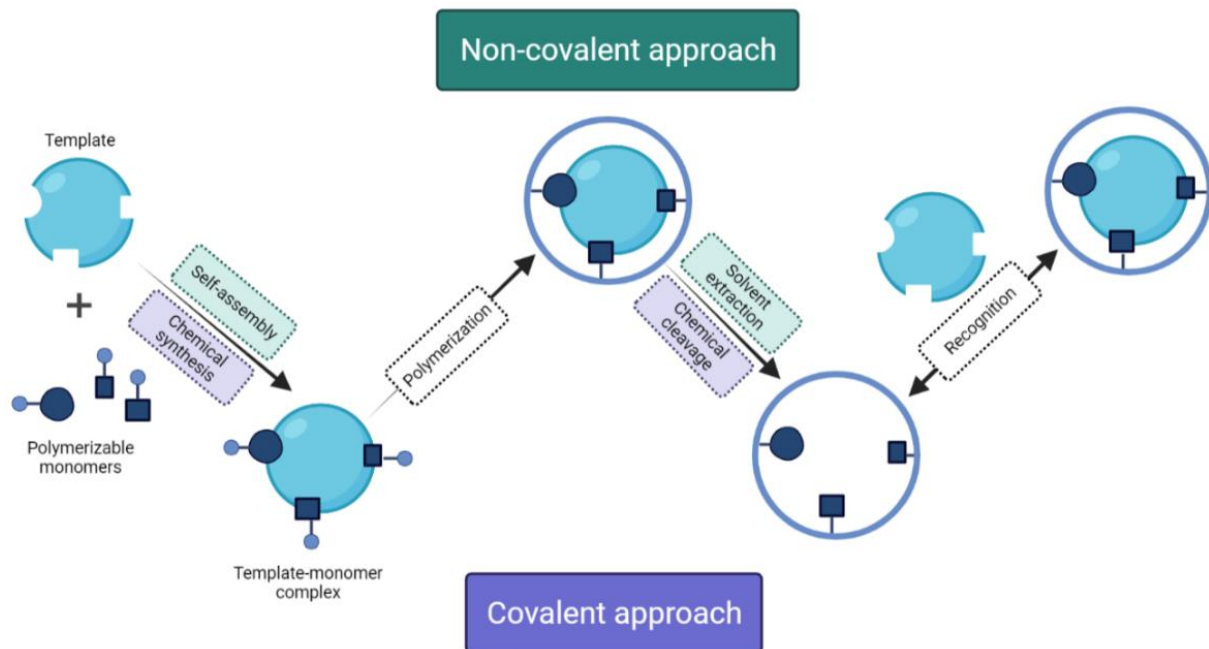 Non-covalent approach
Template
Self-assembly
Chemical
synthesis
Polymerizable
monomers
Template-monomer
complex
Polymerization
Solvent
extraction
Chemical
cleavage
Recognition
Covalent approach